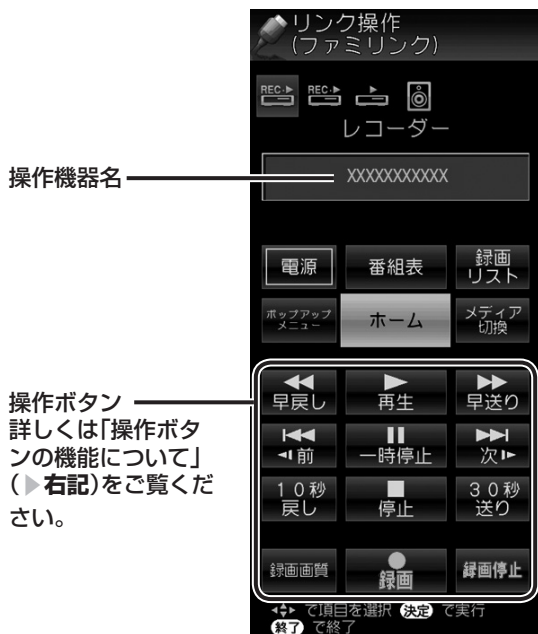 リンク操作
(ファミリンク)
REC REC
レコーダー
操作機器名
XXXXXXXXXXX
電源 番組表 録画
リスト
ポップアップ
メニュー ホーム メディア
切換
操作ボタン
詳しくは「操作ボタ
ンの機能について」
(▶右記)をご覧くだ
さい。
早戻し 再生 早送り
前 一時停止 次
10秒
戻し 停止 30秒
送り
録画画質 録画 録画停止
で項目を選択 決定 で実行
終了 で終了